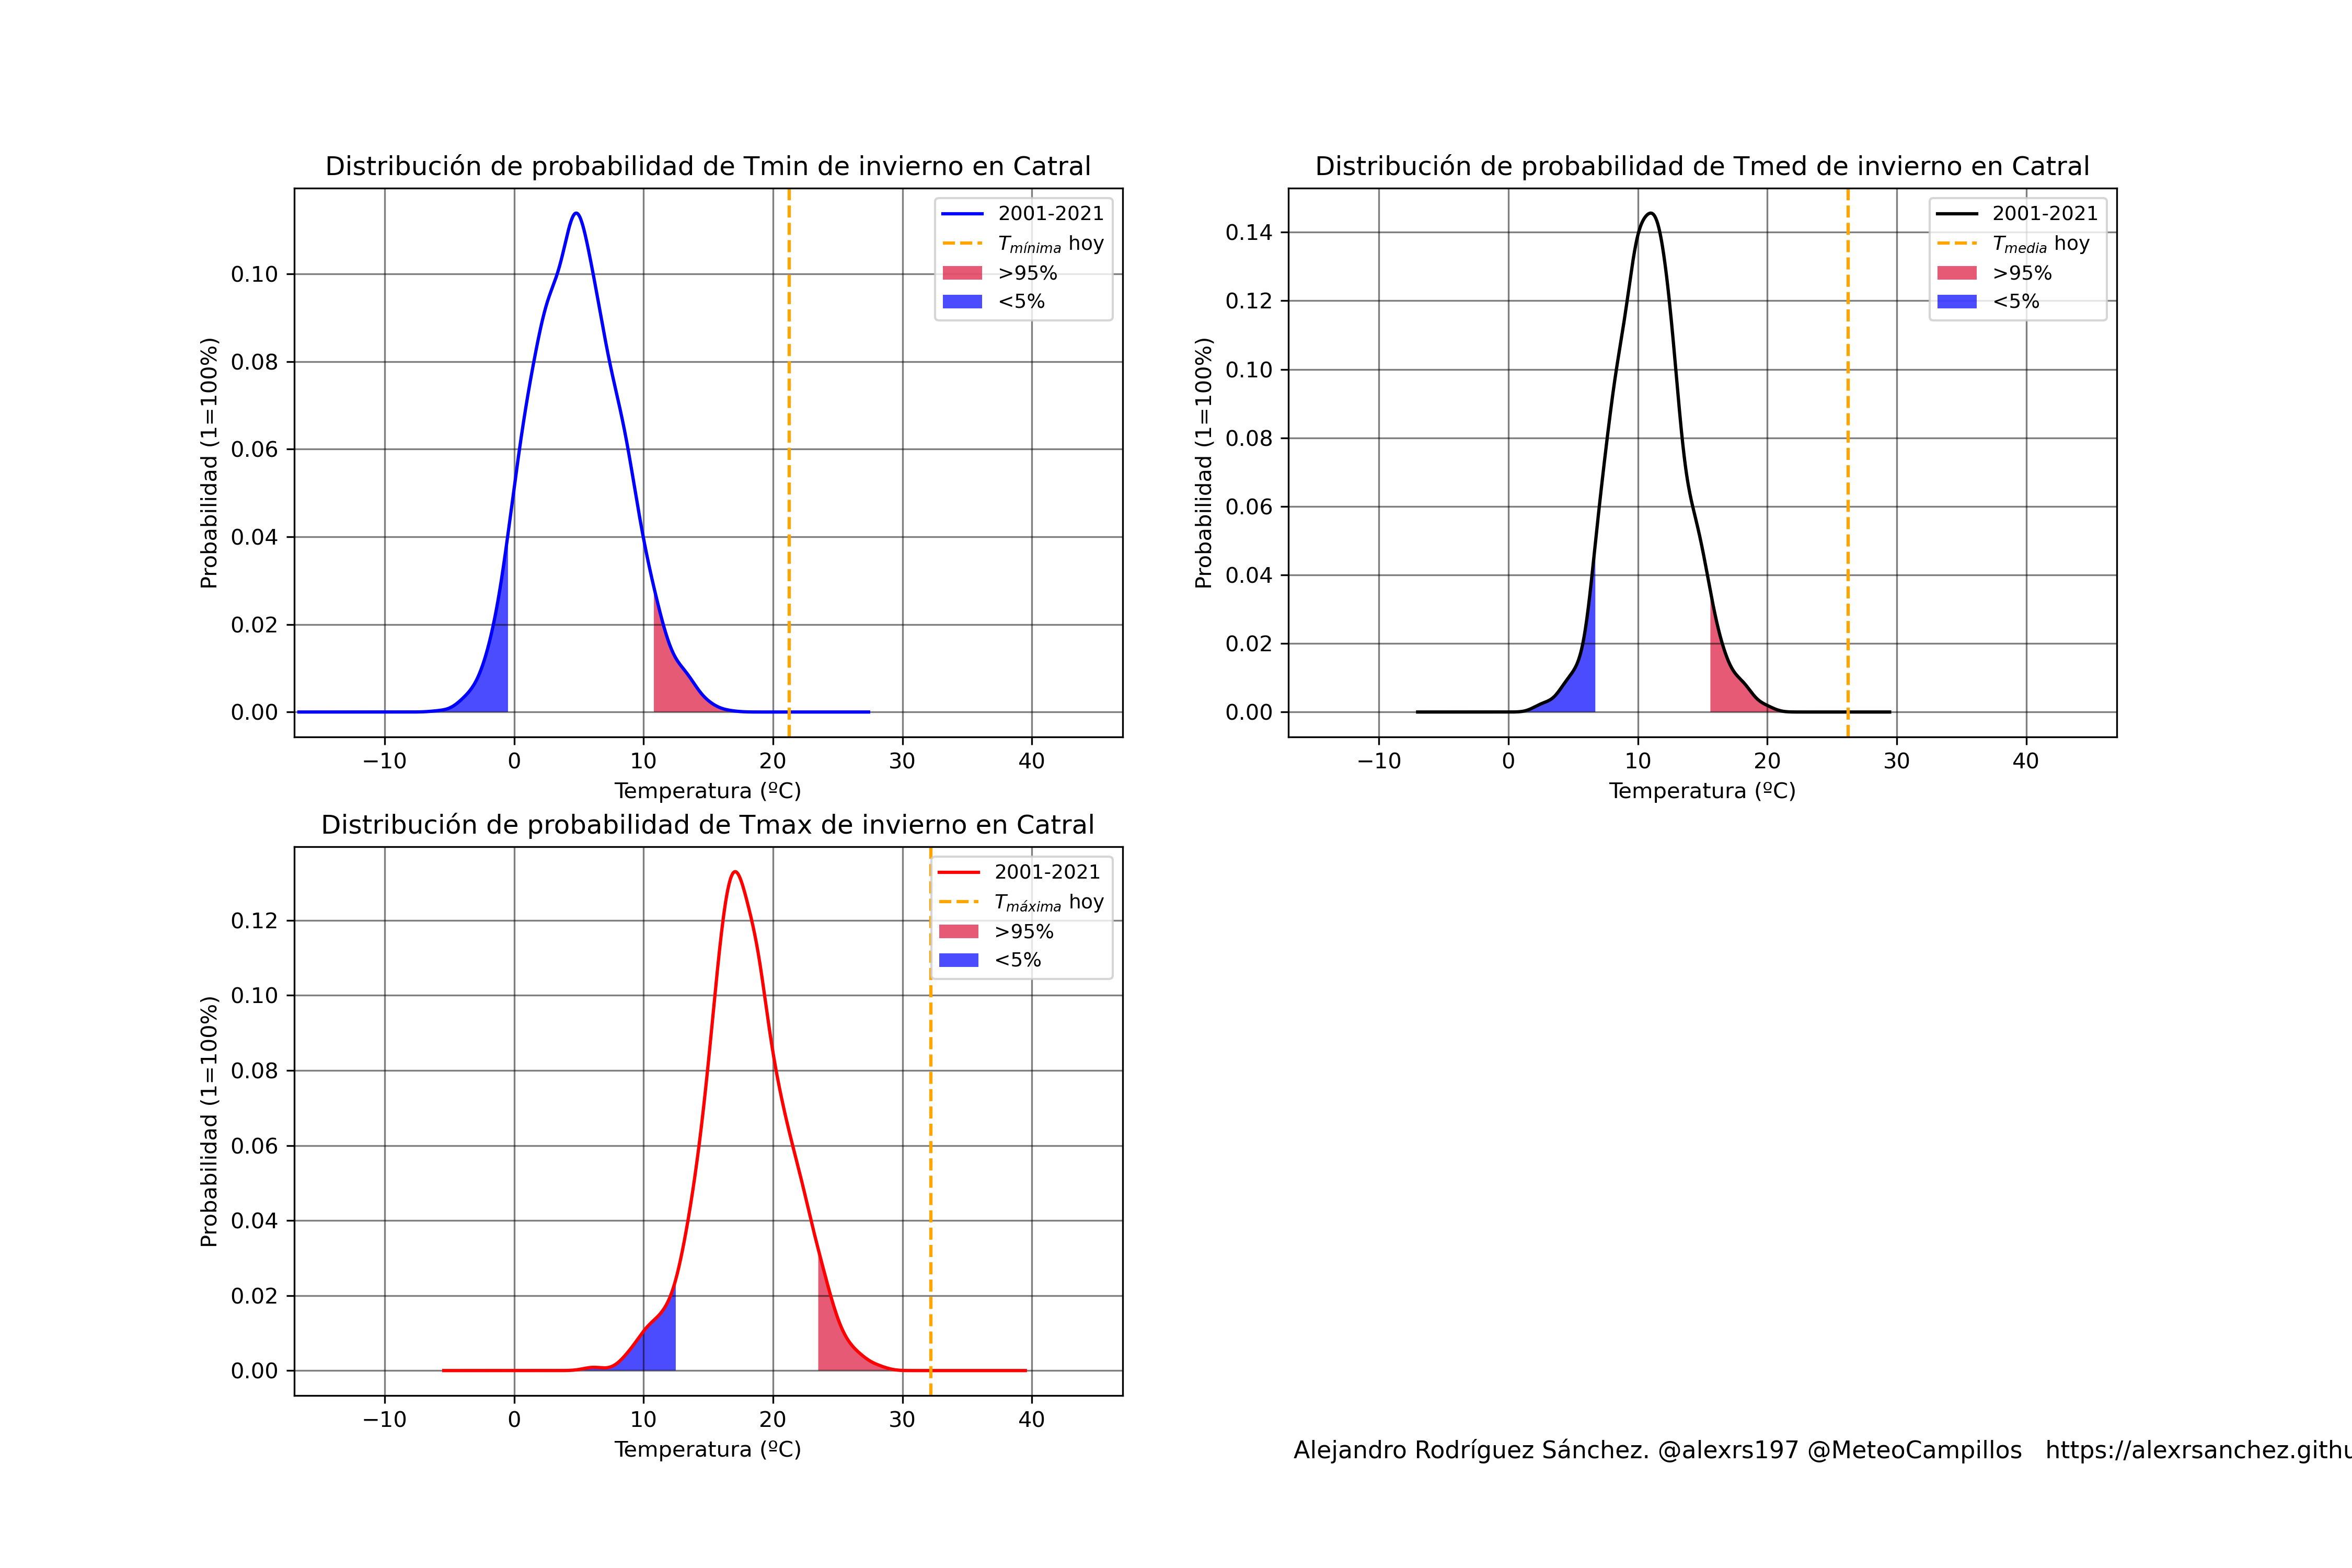 Distribución de probabilidad de Tmin de invierno en Catral
Probabilidad (1=100%)
0.10
0.08
0.06
0.04
0.02
0.00
2001-2021
Tmínima hoy
>95%
<5%
−10 0 10 20 30 40
Temperatura (ºC)
Distribución de probabilidad de Tmed de invierno en Catral
Probabilidad (1=100%)
0.14
0.12
0.10
0.08
0.06
0.04
0.02
0.00
2001-2021
Tmedia hoy
>95%
<5%
−10 0 10 20 30 40
Temperatura (ºC)
Distribución de probabilidad de Tmax de invierno en Catral
Probabilidad (1=100%)
0.12
0.10
0.08
0.06
0.04
0.02
0.00
2001-2021
Tmáxima hoy
>95%
<5%
−10 0 10 20 30 40
Temperatura (ºC)
Alejandro Rodríguez Sánchez. @alexrs197 @MeteoCampillos https://alexrsanchez.githu